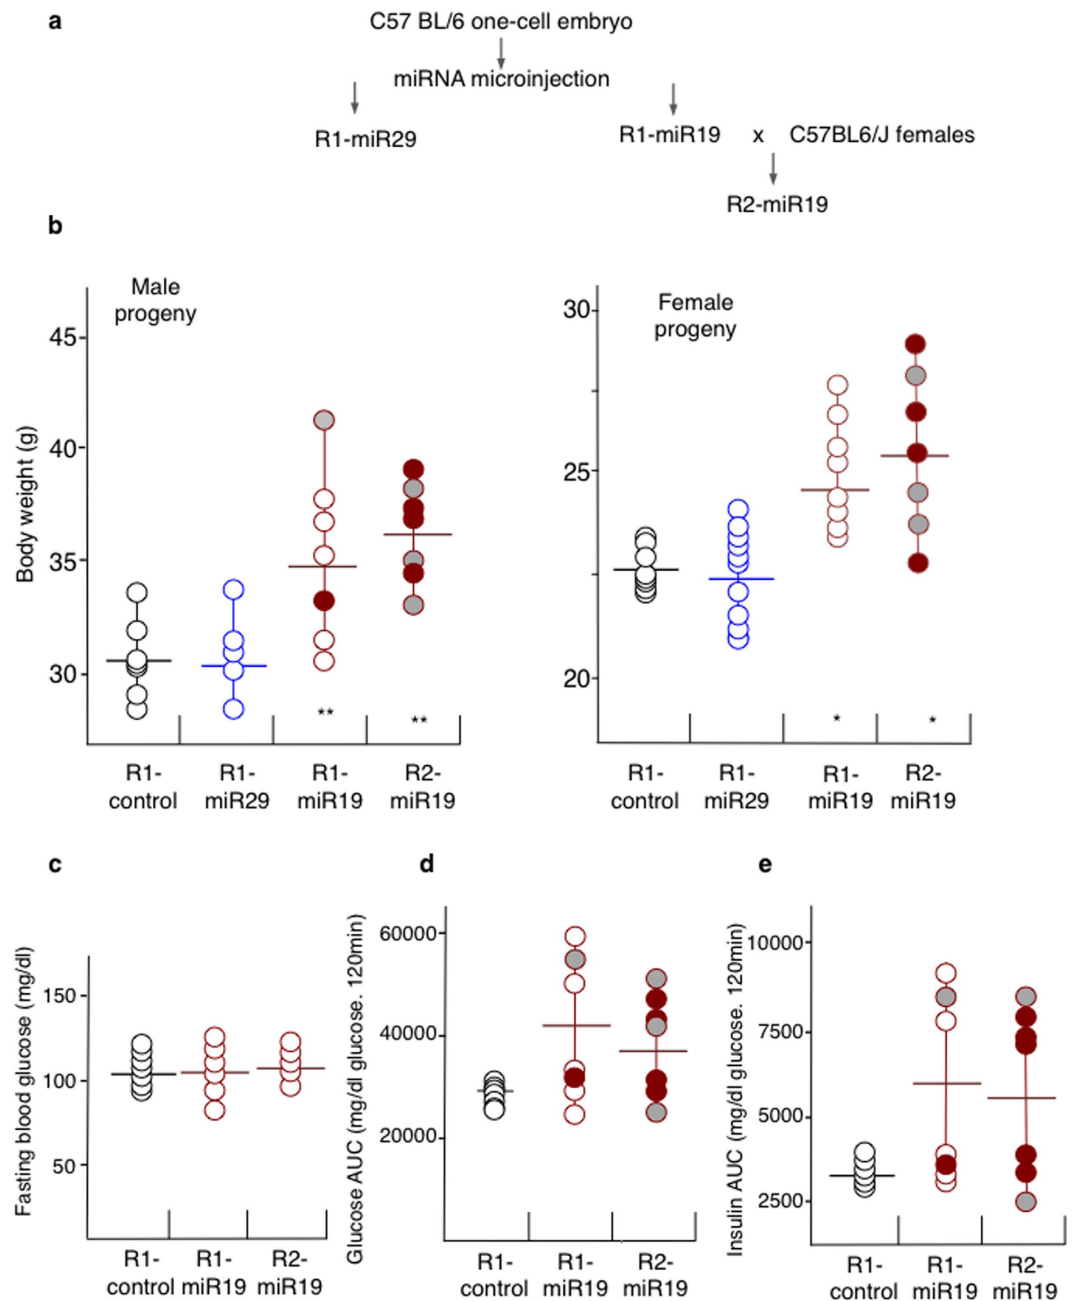 a
C57 BL/6 one-cell embryo
miRNA microinjection
R1-miR29
R1-miR19 x C57BL6/J females
R2-miR19
b
Male
progeny
Body weight (g)
45
40
35
30
**
**
R1-
control
R1-
miR29
R1-
miR19
R2-
miR19
Female
progeny
30
25
20
*
*
R1-
control
R1-
miR29
R1-
miR19
R2-
miR19
c
Fasting blood glucose (mg/dl)
150
100
50
R1-
control
R1-
miR19
R2-
miR19
d
Glucose AUC (mg/dl glucose. 120min)
60000
40000
20000
R1-
control
R1-
miR19
R2-
miR19
e
Insulin AUC (mg/dl glucose. 120min)
10000
7500
5000
2500
R1-
control
R1-
miR19
R2-
miR19